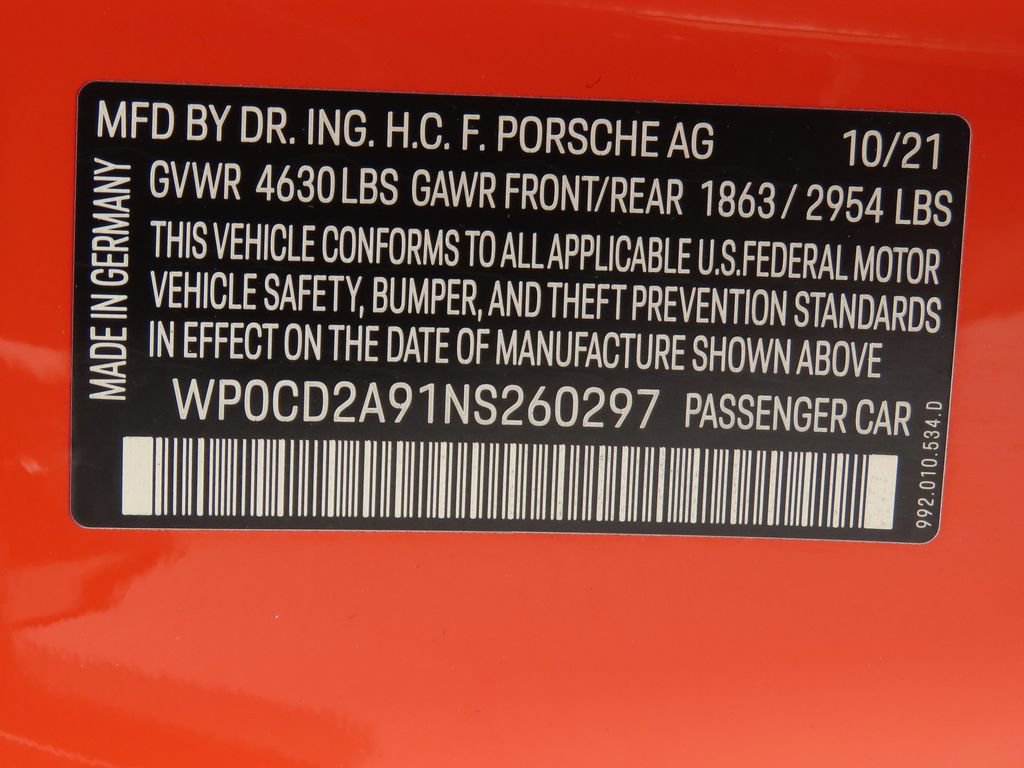 MFD BY DR. ING. H.C. F. PORSCHE AG 10/21
GVWR 4630 LBS GAWR FRONT/REAR 1863 / 2954 LBS
THIS VEHICLE CONFORMS TO ALL APPLICABLE U.S.FEDERAL MOTOR
VEHICLE SAFETY, BUMPER, AND THEFT PREVENTION STANDARDS
IN EFFECT ON THE DATE OF MANUFACTURE SHOWN ABOVE
WP0CD2A91NS260297 PASSENGER CAR
MADE IN GERMANY
992.010.534.D